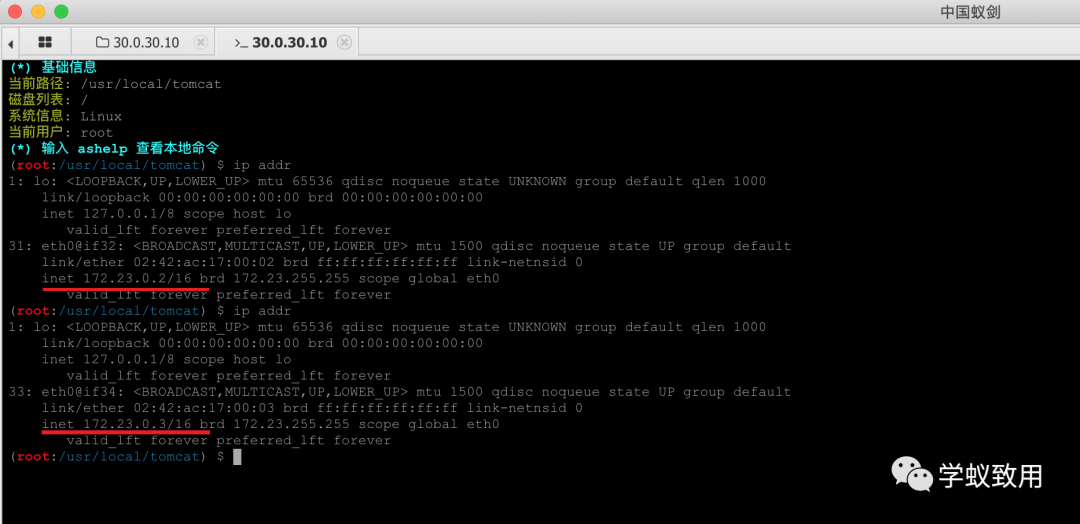 中国蚁剑
30.0.30.10
>_ 30.0.30.10
(*) 基础信息
当前路径: /usr/local/tomcat
磁盘列表: /
系统信息: Linux
当前用户: root
(*) 输入 ashelp 查看本地命令
(root:/usr/local/tomcat) $ ip addr
1: lo: <LOOPBACK,UP,LOWER_UP> mtu 65536 qdisc noqueue state UNKNOWN group default qlen 1000
link/loopback 00:00:00:00:00:00 brd 00:00:00:00:00:00
inet 127.0.0.1/8 scope host lo
valid_lft forever preferred_lft forever
31: eth0@if32: <BROADCAST,MULTICAST,UP,LOWER_UP> mtu 1500 qdisc noqueue state UP group default
link/ether 02:42:ac:17:00:02 brd ff:ff:ff:ff:ff:ff link-netnsid 0
inet 172.23.0.2/16 brd 172.23.255.255 scope global eth0
valid_lft forever preferred_lft forever
(root:/usr/local/tomcat) $ ip addr
1: lo: <LOOPBACK,UP,LOWER_UP> mtu 65536 qdisc noqueue state UNKNOWN group default qlen 1000
link/loopback 00:00:00:00:00:00 brd 00:00:00:00:00:00
inet 127.0.0.1/8 scope host lo
valid_lft forever preferred_lft forever
33: eth0@if34: <BROADCAST,MULTICAST,UP,LOWER_UP> mtu 1500 qdisc noqueue state UP group default
link/ether 02:42:ac:17:00:03 brd ff:ff:ff:ff:ff:ff link-netnsid 0
inet 172.23.0.3/16 brd 172.23.255.255 scope global eth0
valid_lft forever preferred_lft forever
(root:/usr/local/tomcat) $
学蚁致用